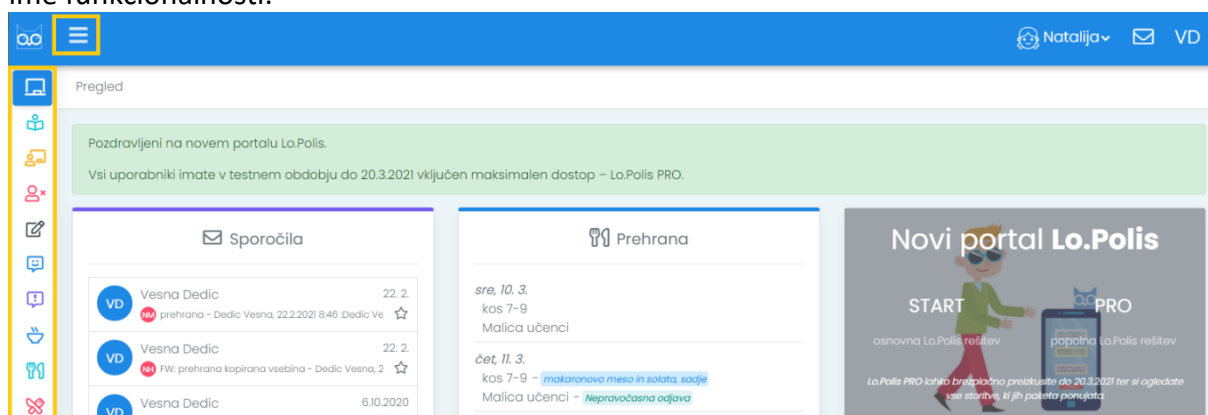 ime funkcionalnosti.
Natalija
VD
Pregled
Pozdravljeni na novem portalu Lo.Polis.
Vsi uporabniki imate v testnem obdobju do 20.3.2021 vključen maksimalen dostop – Lo.Polis PRO.
Sporočila
VD
Vesna Dedic
22. 2.
NM prehrana - Dedic Vesna, 22.2.2021 8:46 :Dedic Ve
VD
Vesna Dedic
22. 2.
NH FW: prehrana kopirana vsebina - Dedic Vesna, 2
VD
Vesna Dedic
6.10.2020
Prehrana
sre, 10. 3.
kos 7-9
Malica učenci
čet, 11. 3.
kos 7-9 - makaronovo meso in solata, sadje
Malica učenci - Nepravočasna odjava
Novi portal Lo.Polis
START
PRO
osnovna Lo.Polis rešitev
popolna Lo.Polis rešitev
Lo.Polis PRO lahko brezplačno preizkusite do 20.3.2021 ter si ogledate
vse storitve, ki jih paketa ponujata.